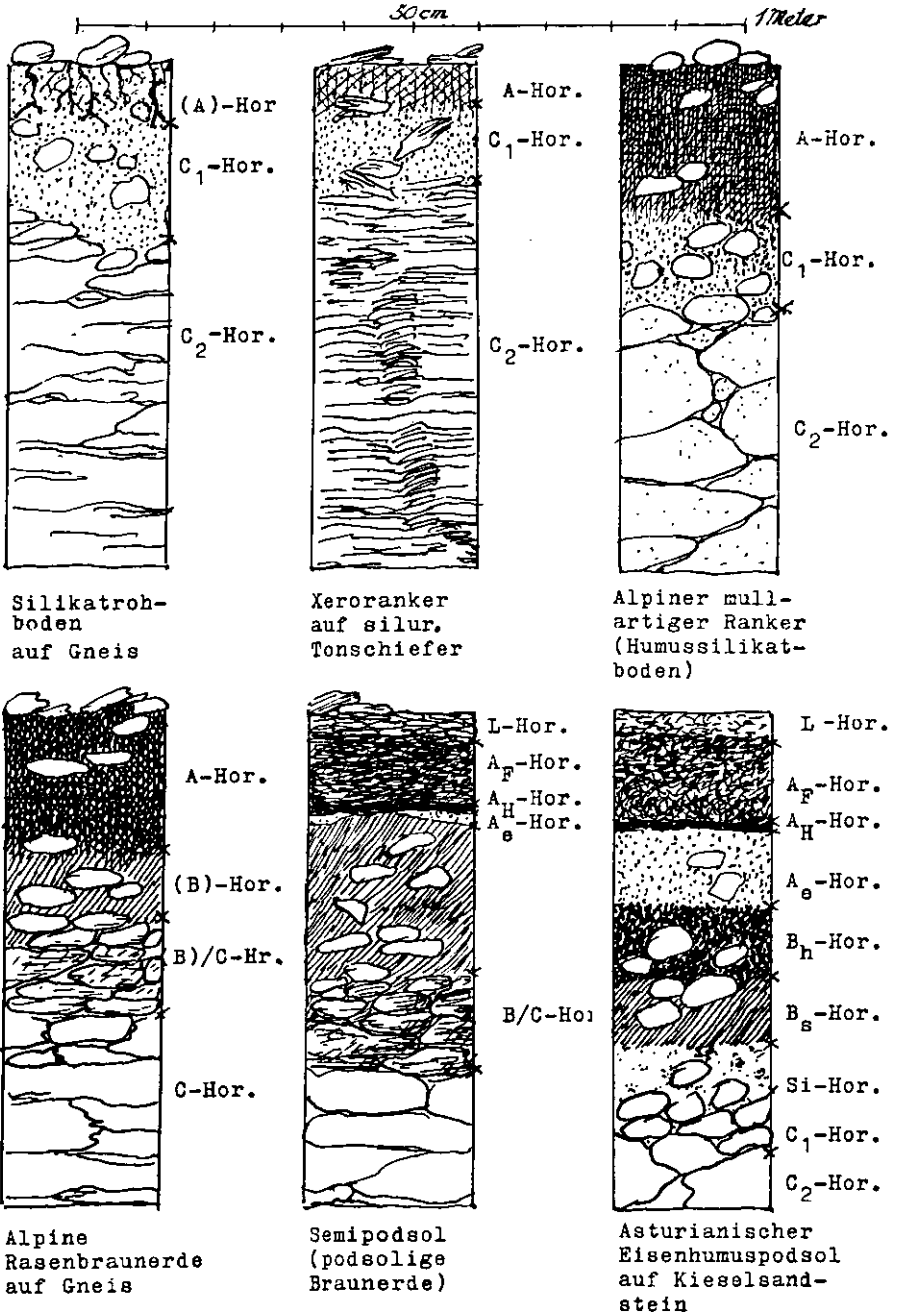 50cm
1 Meter
(A)-Hor
C1-Hor.
C2-Hor.
Silikatroh-
boden
auf Gneis
A-Hor.
C1-Hor.
C2-Hor.
Xeroranker
auf silur.
Tonschiefer
A-Hor.
C1-Hor.
C2-Hor.
Alpiner mull-
artiger Ranker
(Humussilikat-
boden)
A-Hor.
(B)-Hor.
B)/C-Hr.
C-Hor.
Alpine
Rasenbraunerde
auf Gneis
L-Hor.
AF-Hor.
AH-Hor.
Ae-Hor.
B/C-Ho
Semipodsol
(podsolige
Braunerde)
L-Hor.
AF-Hor.
AH-Hor.
Ae-Hor.
Bh-Hor.
Bs-Hor.
Si-Hor.
C1-Hor.
C2-Hor.
Asturianischer
Eisenhumuspodsol
auf Kieselsand-
stein